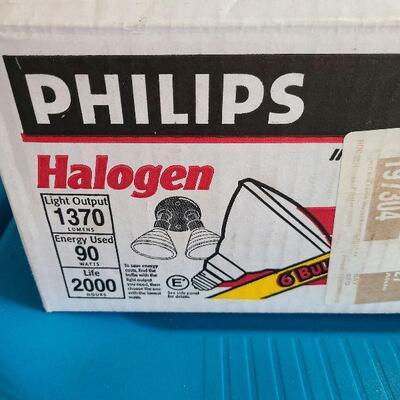 PHILIPS
Halogen
Light Output
1370
LUMENS
Energy Used
90
WATTS
Life
2000
HOURS
To save energy
costs, find the
bulbs with the
light output
you need, then
choose the one
with the lowest
watts.
E
See side panel
for details.
6 BUL